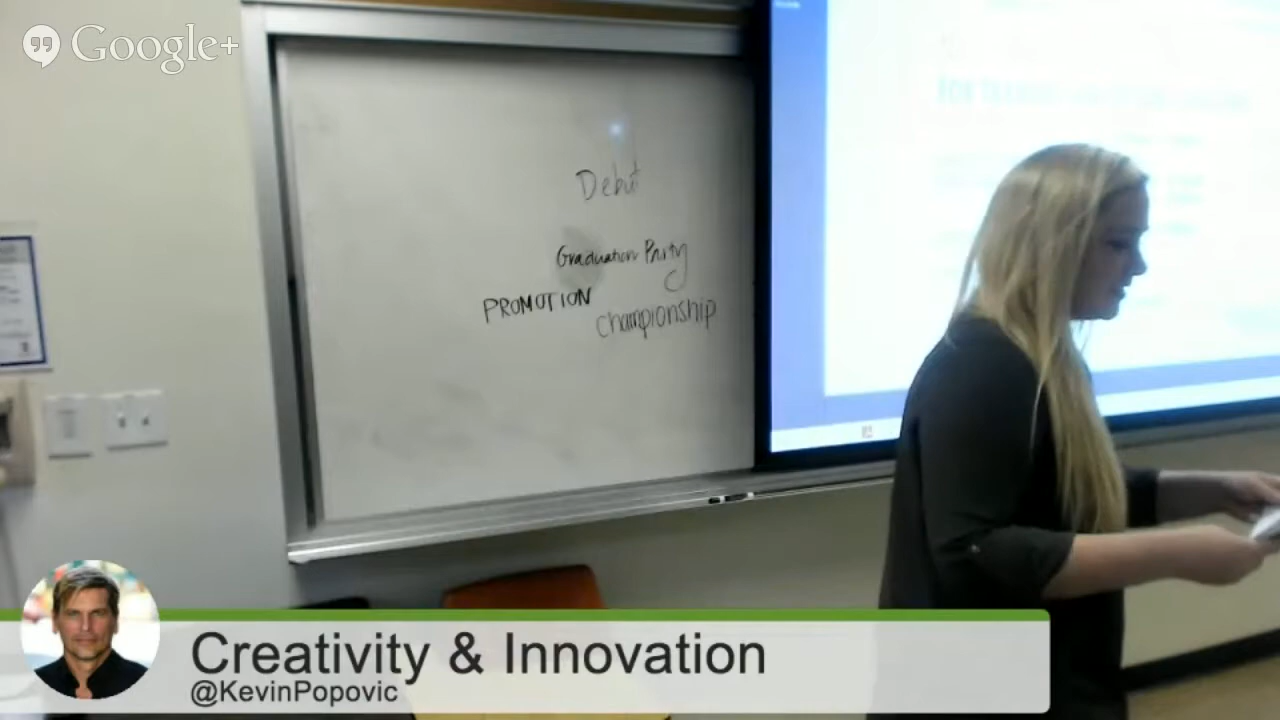 Google+
Debut
Graduation Party
PROMOTION
championship
Creativity & Innovation
@KevinPopovic